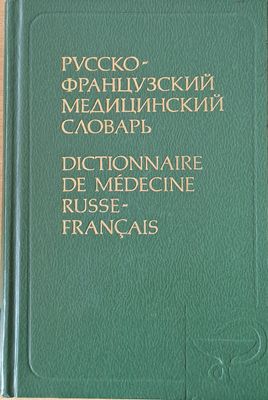 РУССКО-
ФРАНЦУЗСКИЙ
МЕДИЦИНСКИЙ
СЛОВАРЬ
DICTIONNAIRE
DE MÉDECINE
RUSSE-
FRANÇAIS